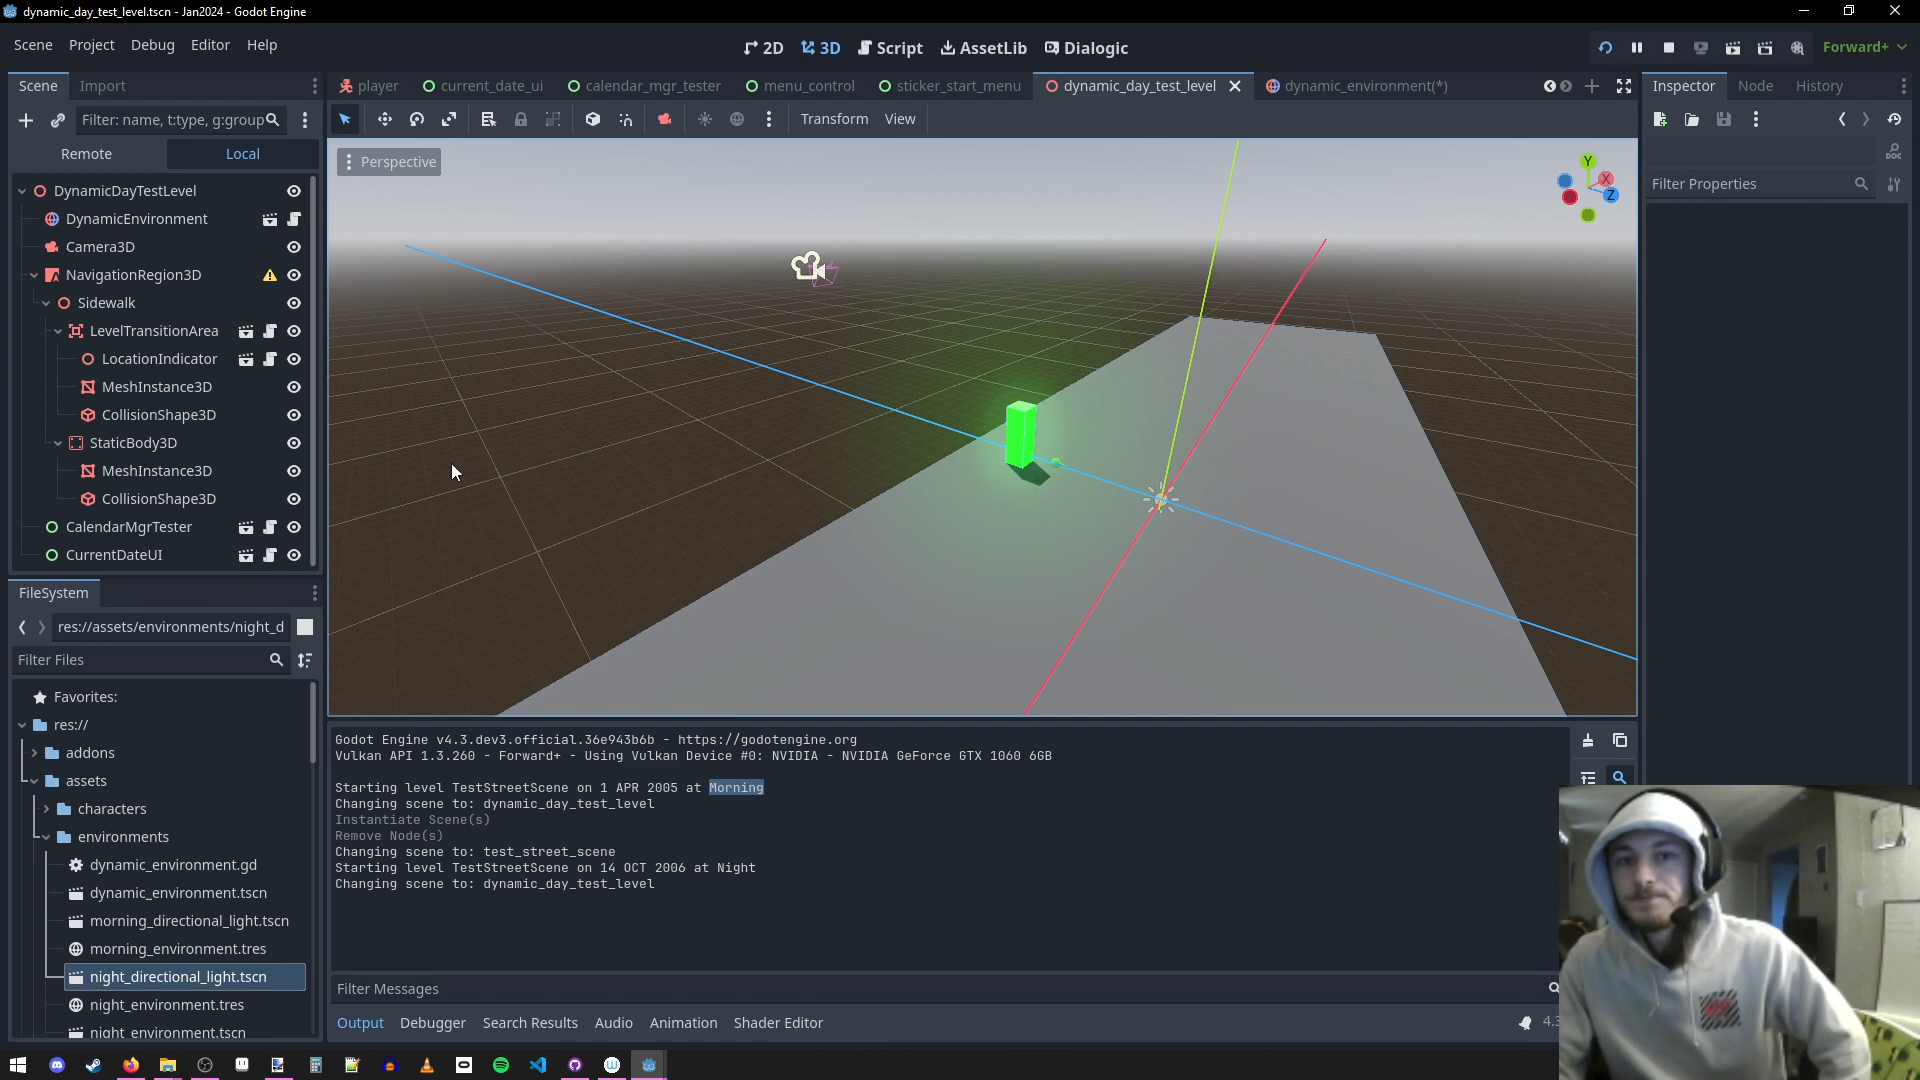 dynamic_day_test_level.tscn - Jan2024 - Godot Engine
Scene Project Debug Editor Help
2D 3D Script AssetLib Dialogic
Forward+
Scene Import
player current_date_ui calendar_mgr_tester menu_control sticker_start_menu dynamic_day_test_level dynamic_environment(*)
Inspector Node History
Filter: name, t:type, g:group
Transform View
Remote Local
Perspective
Y
X
Z
Filter Properties
DynamicDayTestLevel
DynamicEnvironment
Camera3D
NavigationRegion3D
Sidewalk
LevelTransitionArea
LocationIndicator
MeshInstance3D
CollisionShape3D
StaticBody3D
MeshInstance3D
CollisionShape3D
CalendarMgrTester
CurrentDateUI
FileSystem
res://assets/environments/night_d
Filter Files
Favorites:
res://
addons
assets
characters
environments
dynamic_environment.gd
dynamic_environment.tscn
morning_directional_light.tscn
morning_environment.tres
night_directional_light.tscn
night_environment.tres
night_environment.tscn
Godot Engine v4.3.dev3.official.36e943b6b - https://godotengine.org
Vulkan API 1.3.260 - Forward+ - Using Vulkan Device #0: NVIDIA - NVIDIA GeForce GTX 1060 6GB
Starting level TestStreetScene on 1 APR 2005 at Morning
Changing scene to: dynamic_day_test_level
Instantiate Scene(s)
Remove Node(s)
Changing scene to: test_street_scene
Starting level TestStreetScene on 14 OCT 2006 at Night
Changing scene to: dynamic_day_test_level
Filter Messages
Output Debugger Search Results Audio Animation Shader Editor
4.3